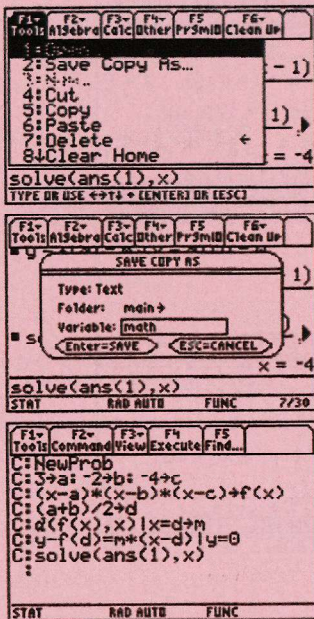 F1▾ F2▾ F3▾ F4▾ F5 F6▾
Tools Algebra Calc Other PrgmIO Clean Up
1:Open...
2:Save Copy As... - 1)
3:New...
4:Cut
5:Copy 1)
6:Paste
7:Delete ←
8↓Clear Home = -4
solve(ans(1),x)
TYPE OR USE ←→↑↓ + [ENTER] OR [ESC]
F1▾ F2▾ F3▾ F4▾ F5 F6▾
Tools Algebra Calc Other PrgmIO Clean Up
SAVE COPY AS
Type: Text 1)
Folder: main→
Variable: math
Enter=SAVE ESC=CANCEL
x = -4
solve(ans(1),x)
STAT RAD AUTO FUNC 7/30
F1▾ F2▾ F3▾ F4 F5
Tools Command View Execute Find...
C:NewProb
C:3→a: -2→b: -4→c
C:(x-a)*(x-b)*(x-c)→f(x)
C:(a+b)/2→d
C:d(f(x),x)|x=d→m
C:y-f(d)=m*(x-d)|y=0
C:solve(ans(1),x)
:
STAT RAD AUTO FUNC